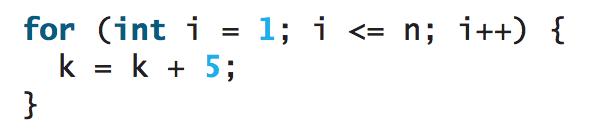 for (int i = 1; i <= n; i++) {
  k = k + 5;
}